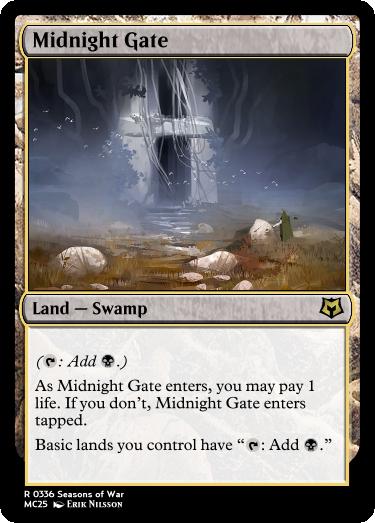 Midnight Gate
Land — Swamp
(: Add .)
As Midnight Gate enters, you may pay 1
life. If you don't, Midnight Gate enters
tapped.
Basic lands you control have “: Add .”
R 0336 Seasons of War
MC25 Erik Nilsson